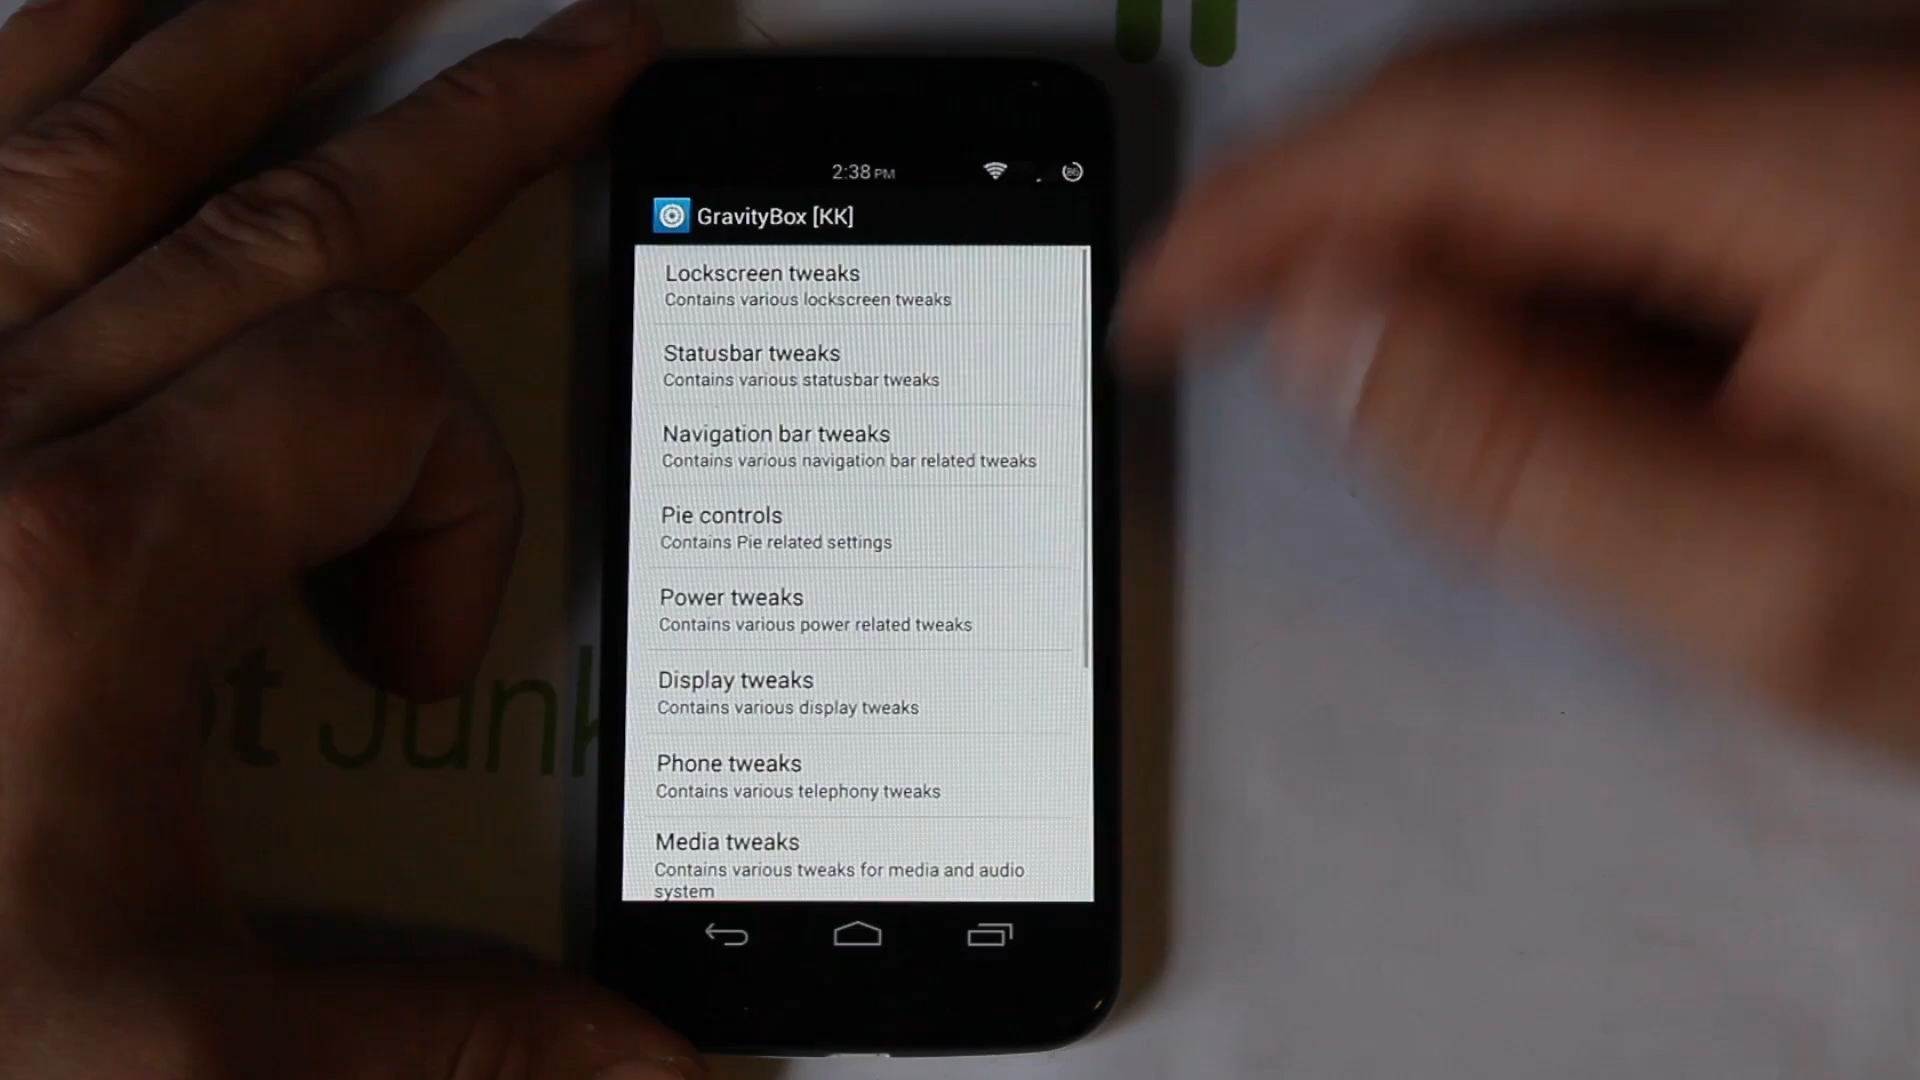 2:38 PM
GravityBox [KK]
Lockscreen tweaks
Contains various lockscreen tweaks
Statusbar tweaks
Contains various statusbar tweaks
Navigation bar tweaks
Contains various navigation bar related tweaks
Pie controls
Contains Pie related settings
Power tweaks
Contains various power related tweaks
Display tweaks
Contains various display tweaks
ot Junk
Phone tweaks
Contains various telephony tweaks
Media tweaks
Contains various tweaks for media and audio
system